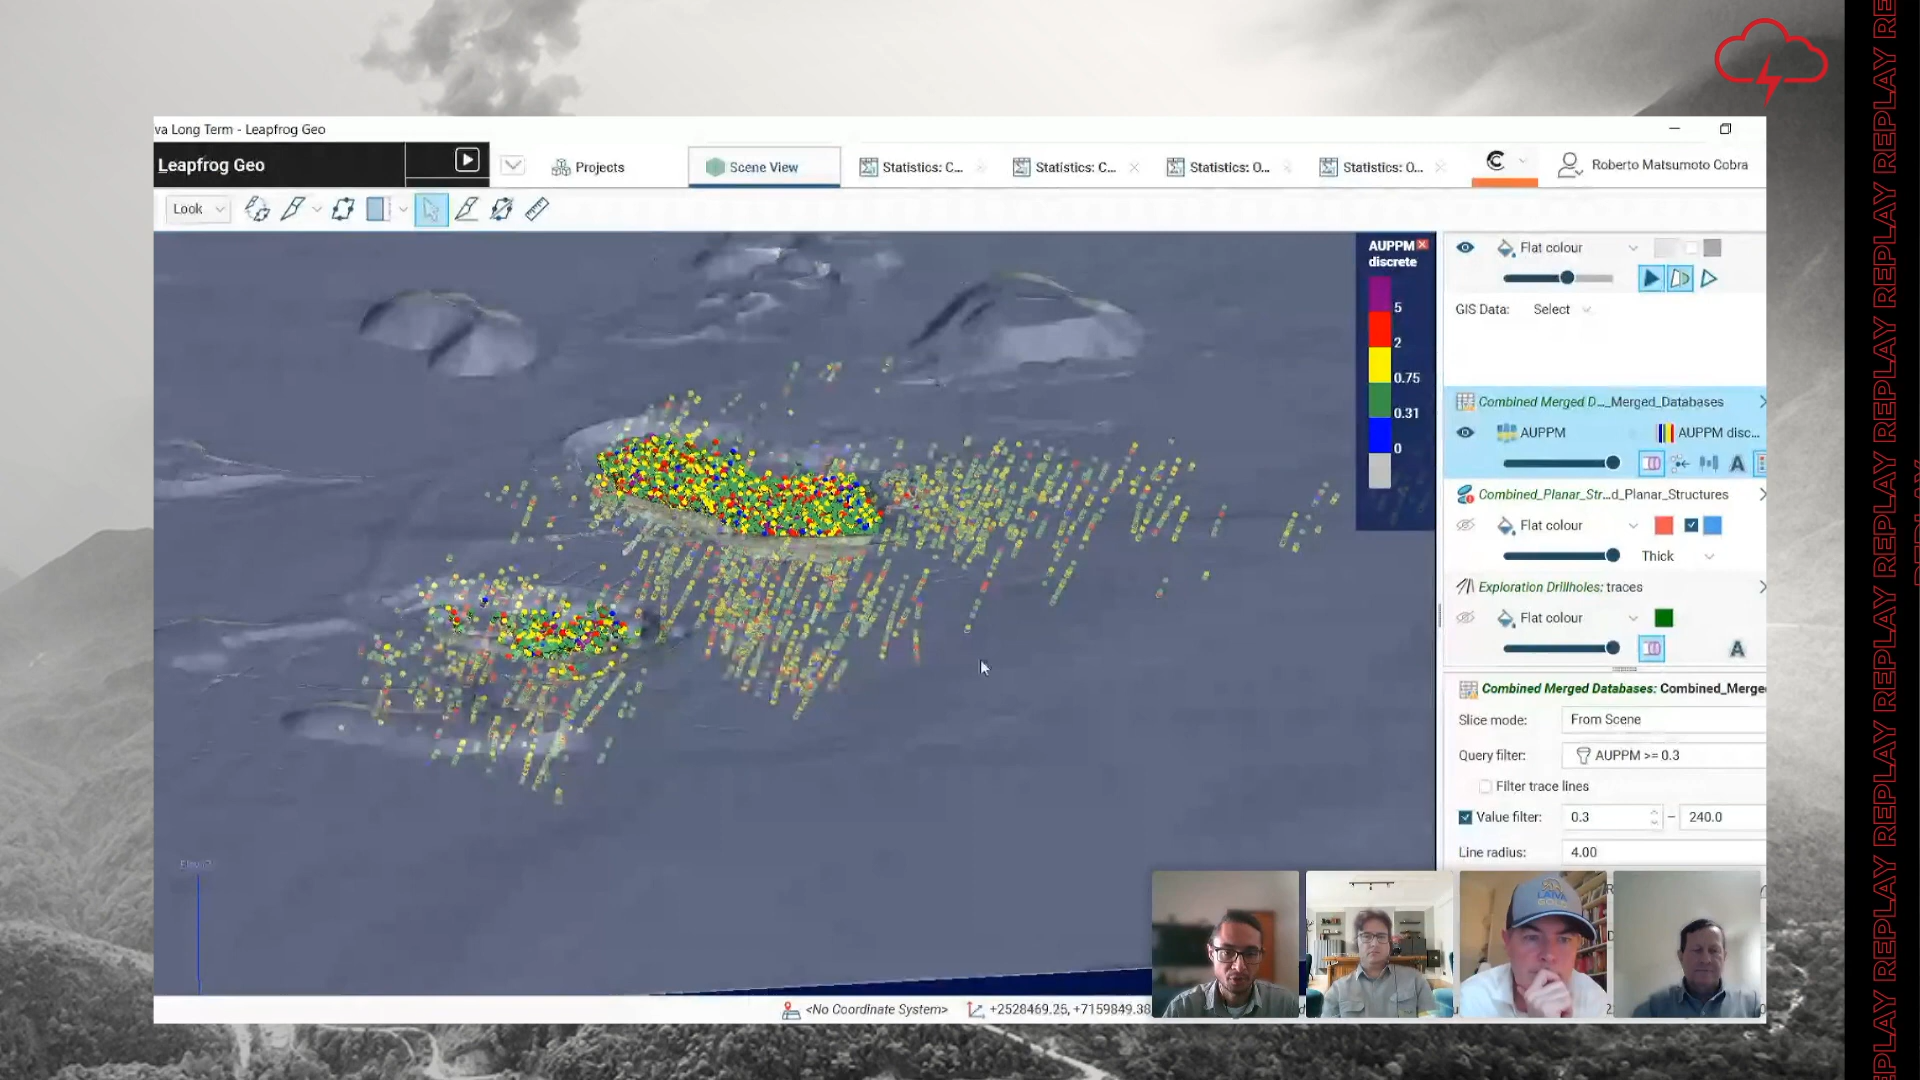 va Long Term - Leapfrog Geo
Leapfrog Geo
Projects
Scene View
Statistics: C...
Statistics: C...
Statistics: O...
Statistics: O...
Roberto Matsumoto Cobra
Look
AUPPM
discrete
5
2
0.75
0.31
0
Flat colour
GIS Data: Select
Combined Merged D..._Merged_Databases
AUPPM
AUPPM disc...
Combined_Planar_Str...d_Planar_Structures
Flat colour
Thick
Exploration Drillholes: traces
Flat colour
Combined Merged Databases: Combined_Merge
Slice mode: From Scene
Query filter: AUPPM >= 0.3
Filter trace lines
Value filter: 0.3 – 240.0
Line radius: 4.00
LAIVA
GOLD
<No Coordinate System>
+2528469.25, +7159849.38
REPLAY REPLAY REPLAY REPLAY REPLAY REPLAY REPLAY REPLAY